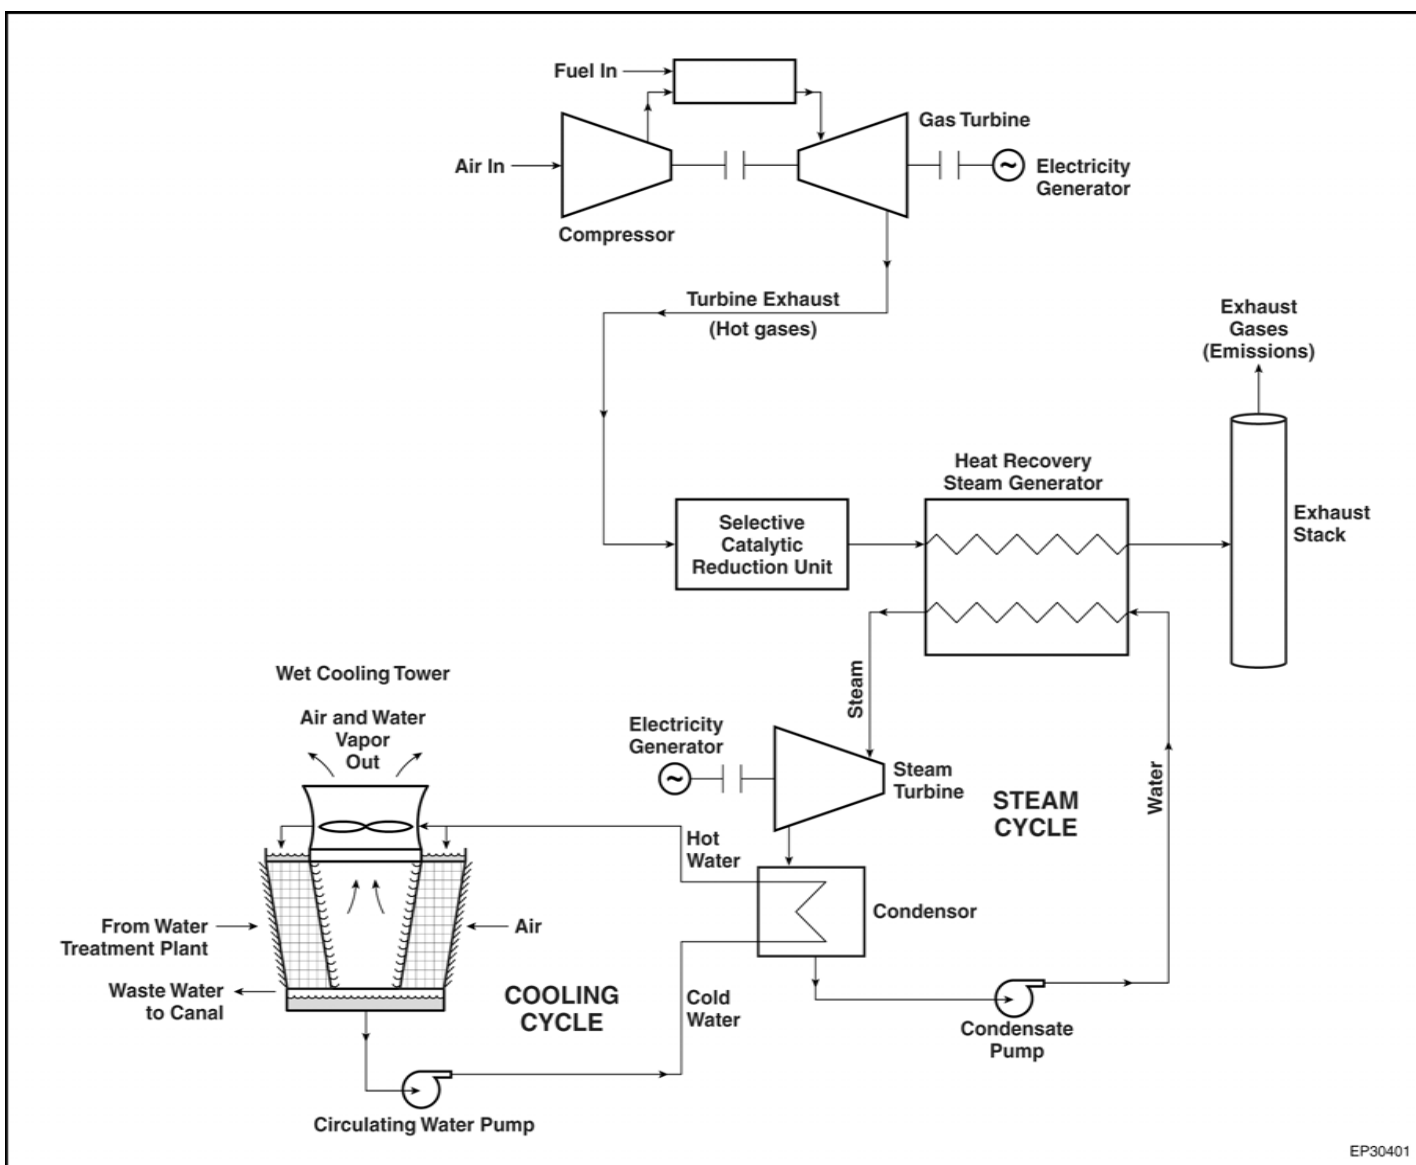 Fuel In
Gas Turbine
Air In
Electricity
Generator
Compressor
Turbine Exhaust
(Hot gases)
Exhaust
Gases
(Emissions)
Heat Recovery
Steam Generator
Selective
Catalytic
Reduction Unit
Exhaust
Stack
Steam
Water
Wet Cooling Tower
Air and Water
Vapor
Out
Electricity
Generator
Steam
Turbine
STEAM
CYCLE
Hot
Water
Condensor
From Water
Treatment Plant
Air
Waste Water
to Canal
COOLING
CYCLE
Cold
Water
Condensate
Pump
Circulating Water Pump
EP30401